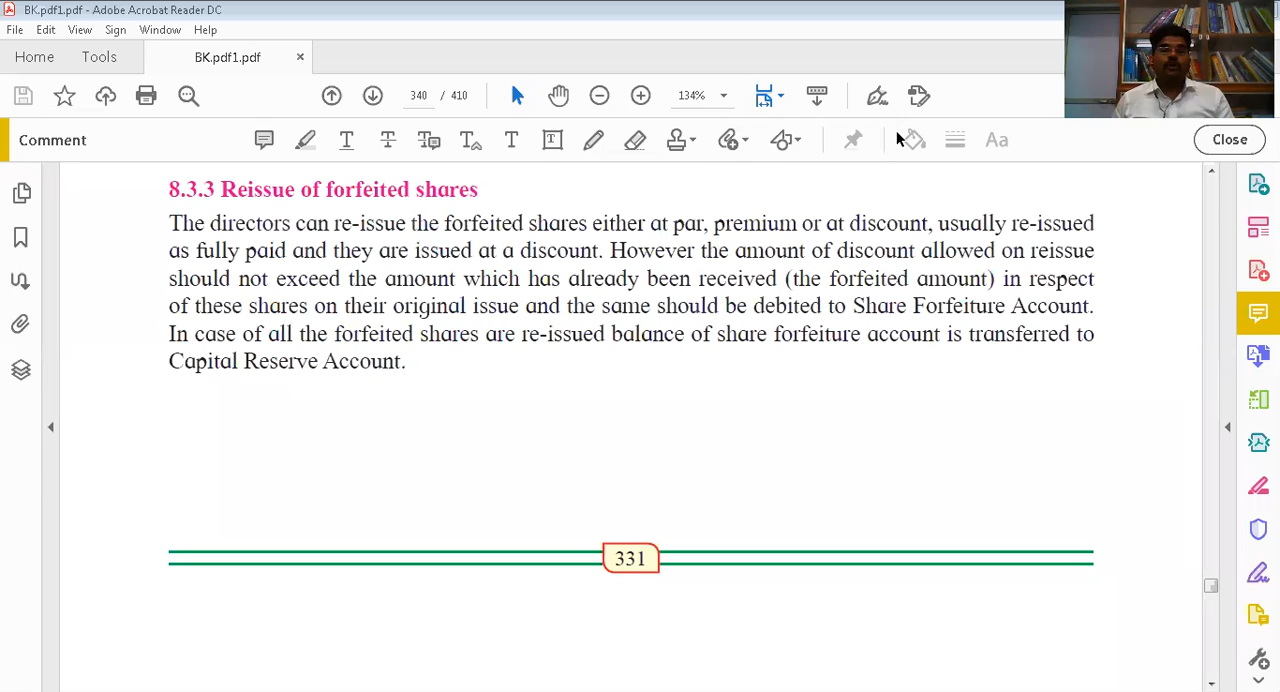 BK.pdf1.pdf - Adobe Acrobat Reader DC
File Edit View Sign Window Help
Home Tools BK.pdf1.pdf ×
340 / 410 134%
Comment Close
8.3.3 Reissue of forfeited shares
The directors can re-issue the forfeited shares either at par, premium or at discount, usually re-issued
as fully paid and they are issued at a discount. However the amount of discount allowed on reissue
should not exceed the amount which has already been received (the forfeited amount) in respect
of these shares on their original issue and the same should be debited to Share Forfeiture Account.
In case of all the forfeited shares are re-issued balance of share forfeiture account is transferred to
Capital Reserve Account.
331